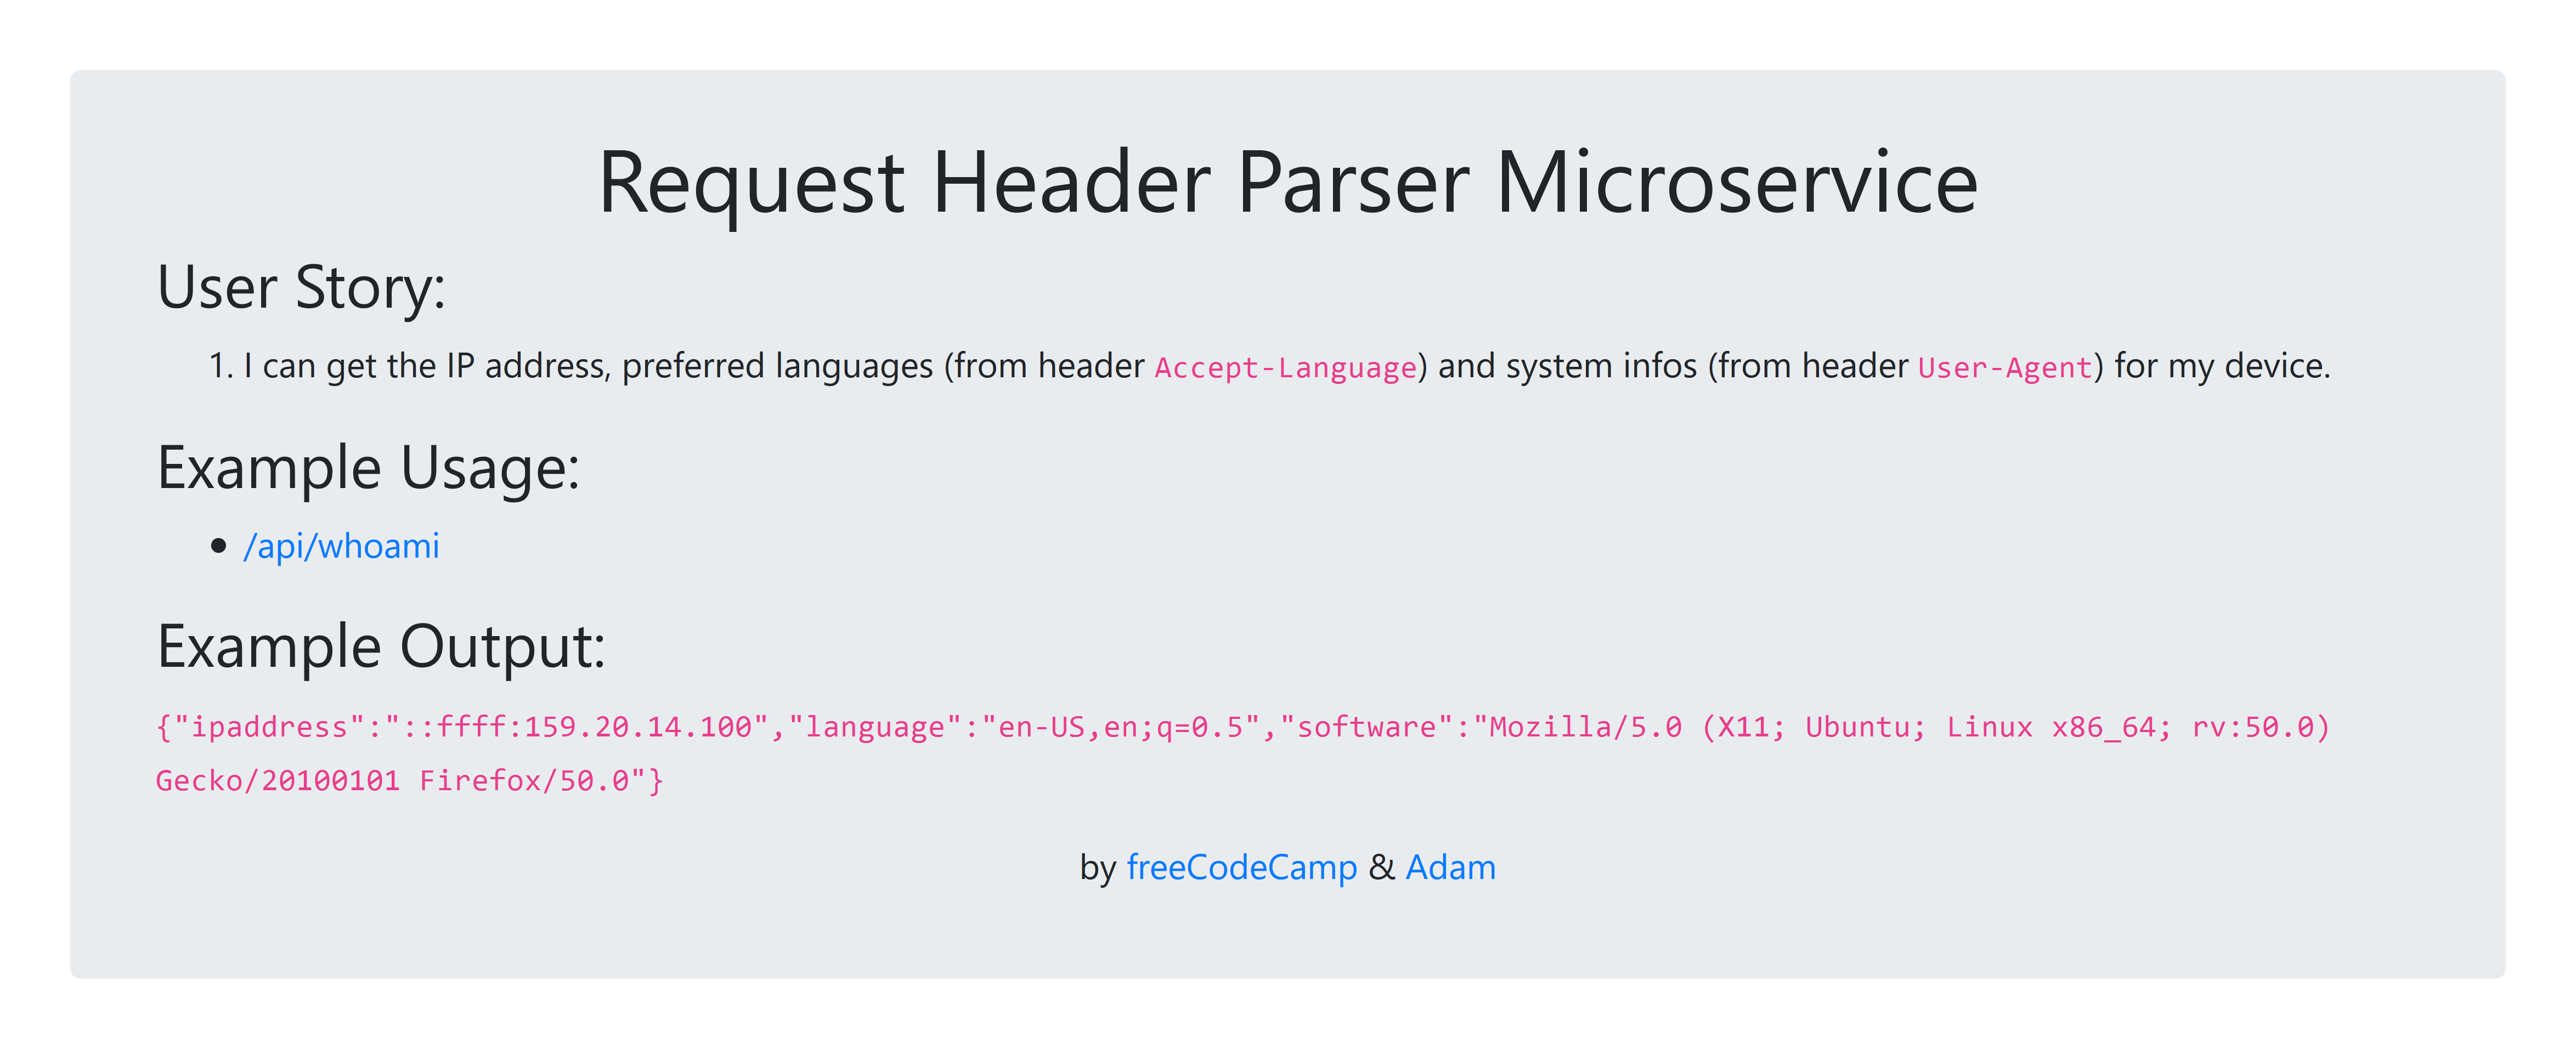 Request Header Parser Microservice
User Story:
1. I can get the IP address, preferred languages (from header Accept-Language) and system infos (from header User-Agent) for my device.
Example Usage:
• /api/whoami
Example Output:
{"ipaddress":"::ffff:159.20.14.100","language":"en-US,en;q=0.5","software":"Mozilla/5.0 (X11; Ubuntu; Linux x86_64; rv:50.0)
Gecko/20100101 Firefox/50.0"}
by freeCodeCamp & Adam